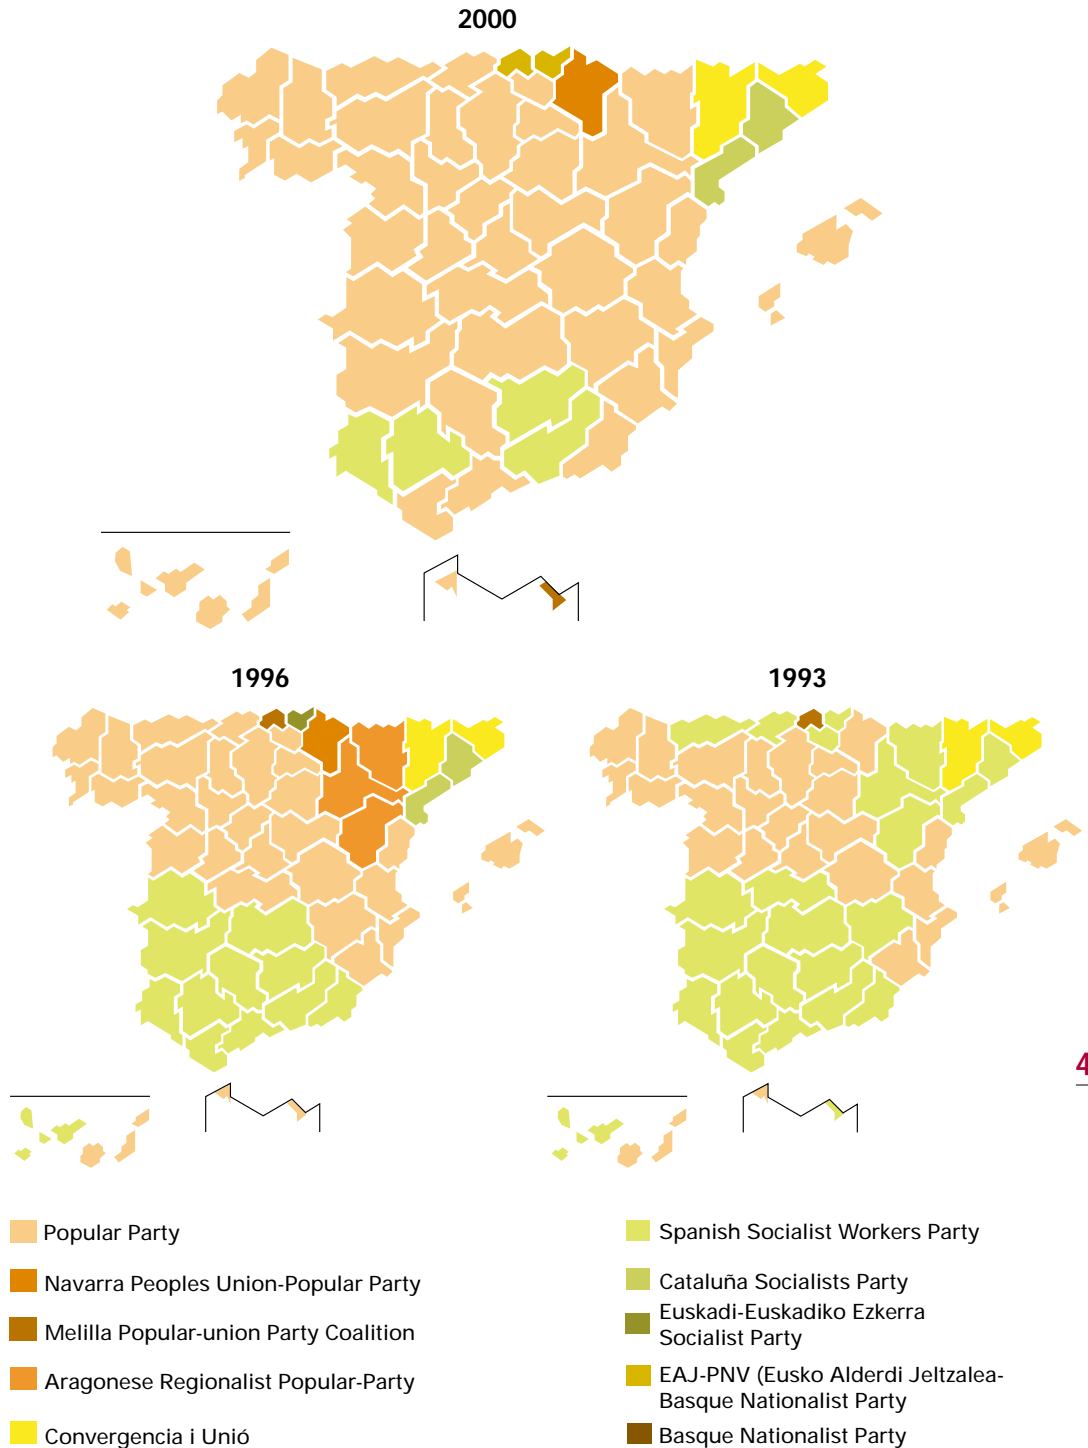 2000
1996
1993
4
Popular Party
Navarra Peoples Union-Popular Party
Melilla Popular-union Party Coalition
Aragonese Regionalist Popular-Party
Convergencia i Unió
Spanish Socialist Workers Party
Cataluña Socialists Party
Euskadi-Euskadiko Ezkerra
Socialist Party
EAJ-PNV (Eusko Alderdi Jeltzalea-
Basque Nationalist Party
Basque Nationalist Party